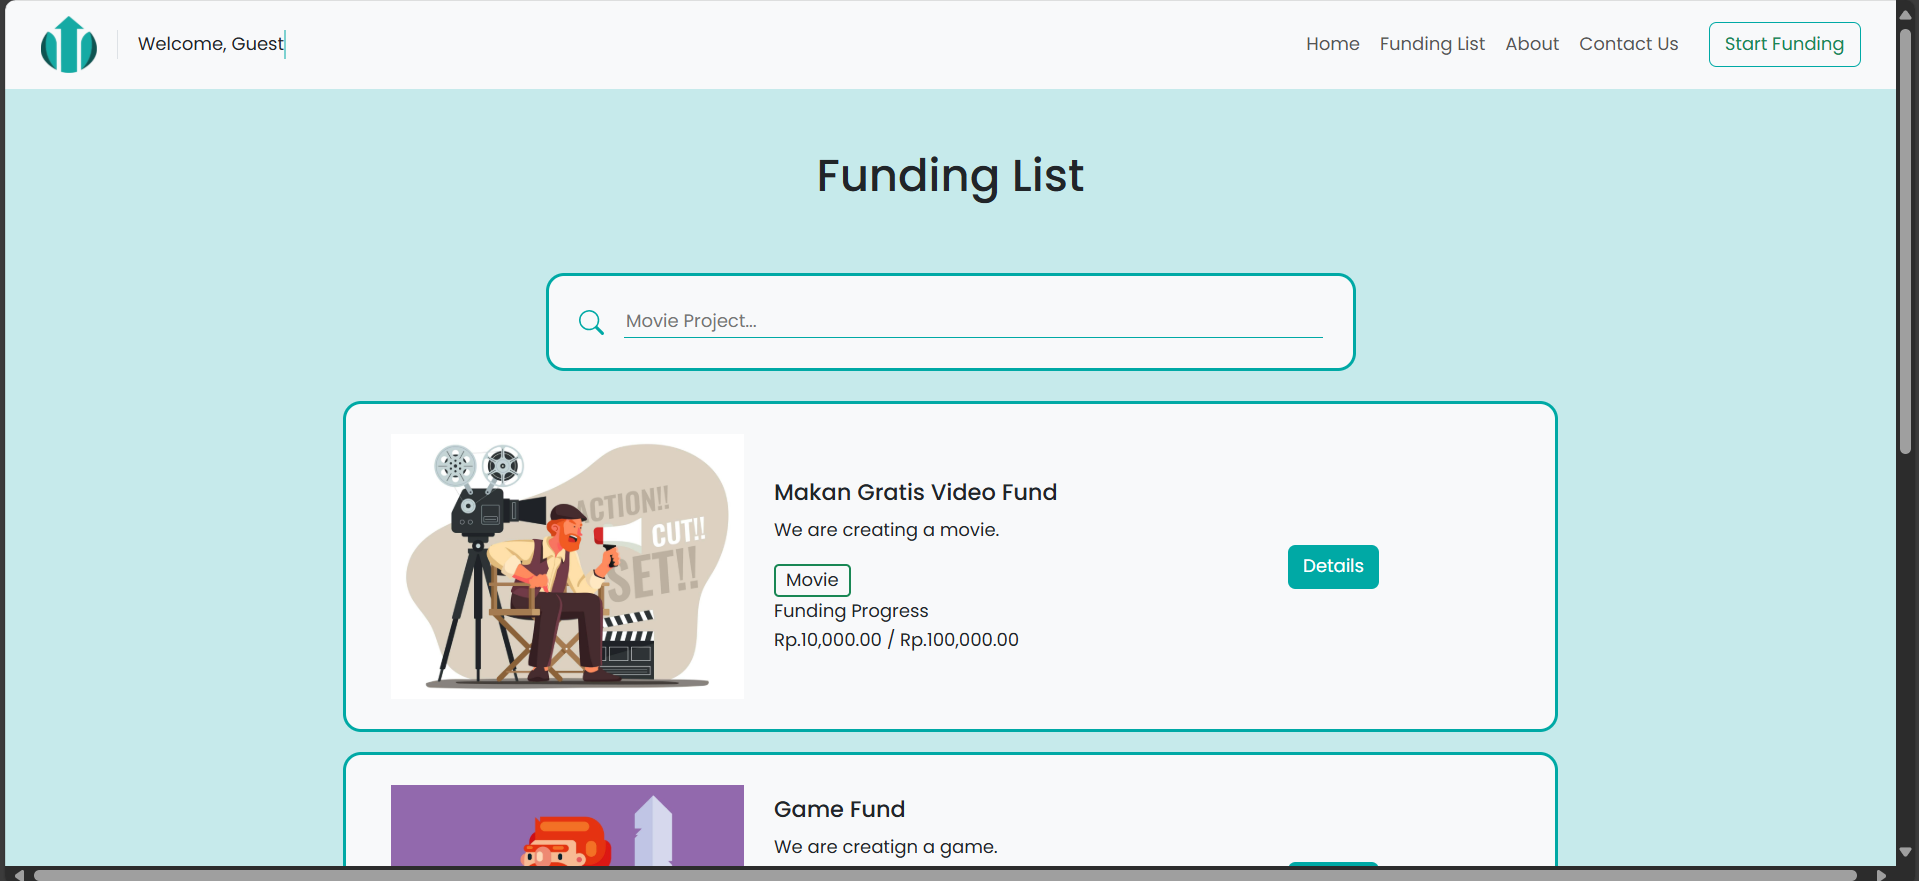 Welcome, Guest
Home Funding List About Contact Us Start Funding
Funding List
Movie Project...
ACTION!!
CUT!!
SET!!
Makan Gratis Video Fund
We are creating a movie.
Movie
Funding Progress
Rp.10,000.00 / Rp.100,000.00
Details
Game Fund
We are creatign a game.